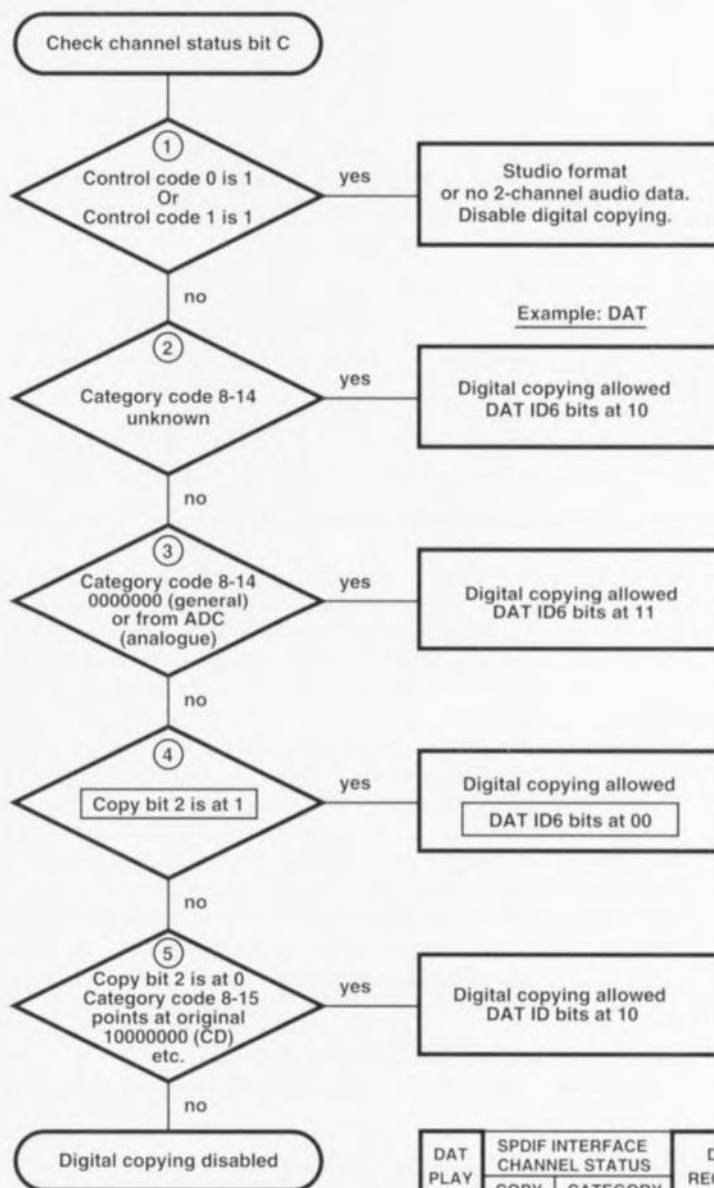 Check channel status bit C
1
Control code 0 is 1
Or
Control code 1 is 1
yes
Studio format
or no 2-channel audio data.
Disable digital copying.
no
Example: DAT
2
Category code 8-14
unknown
yes
Digital copying allowed
DAT ID6 bits at 10
no
3
Category code 8-14
0000000 (general)
or from ADC
(analogue)
yes
Digital copying allowed
DAT ID6 bits at 11
no
4
Copy bit 2 is at 1
yes
Digital copying allowed
DAT ID6 bits at 00
no
5
Copy bit 2 is at 0
Category code 8-15
points at original
10000000 (CD)
etc.
yes
Digital copying allowed
DAT ID bits at 10
no
Digital copying disabled
DAT
PLAY
SPDIF INTERFACE
CHANNEL STATUS